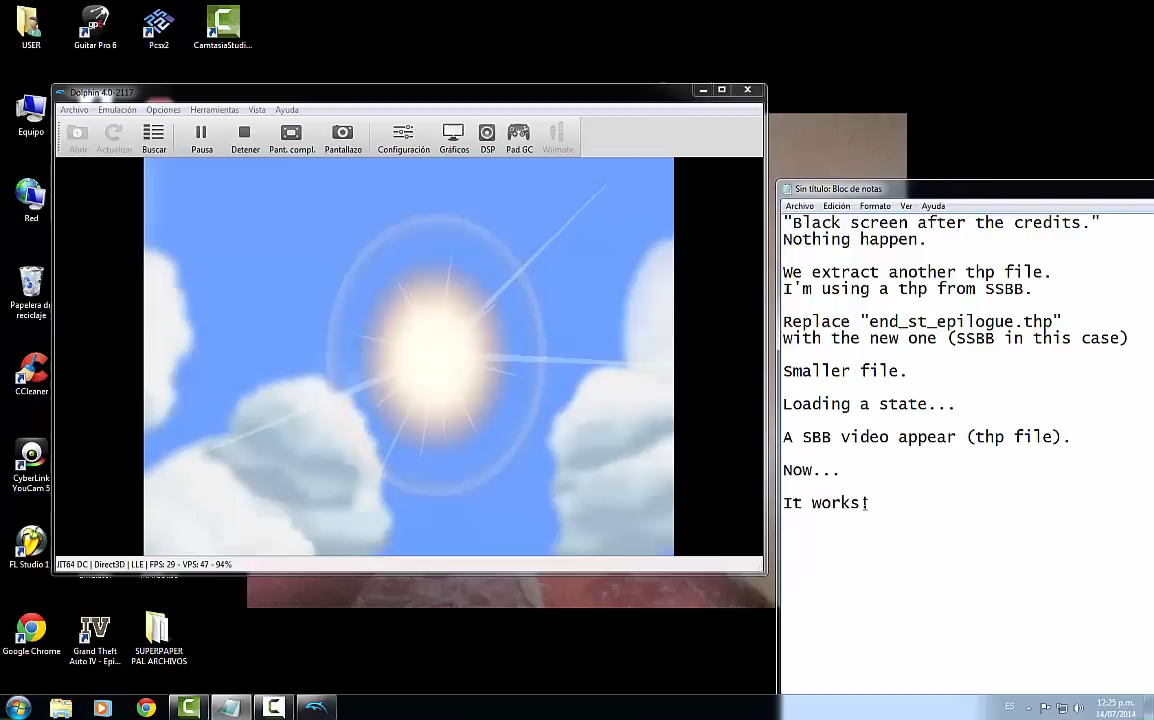 USER
Guitar Pro 6
Pcsx2
CamtasiaStudi...
Equipo
Red
Papelera de
reciclaje
CCleaner
CyberLink
YouCam 5
FL Studio 1
Google Chrome
Grand Theft
Auto IV - Epi...
SUPERPAPER
PAL ARCHIVOS
Dolphin 4.0-2117
Archivo Emulación Opciones Herramientas Vista Ayuda
Abrir Actualizar Buscar Pausa Detener Pant. compl. Pantallazo Configuración Gráficos DSP Pad GC Wiimote
JIT64 DC | Direct3D | LLE | FPS: 29 - VPS: 47 - 94%
Sin título: Bloc de notas
Archivo Edición Formato Ver Ayuda
"Black screen after the credits."
Nothing happen.
We extract another thp file.
I'm using a thp from SSBB.
Replace "end_st_epilogue.thp"
with the new one (SSBB in this case)
Smaller file.
Loading a state...
A SBB video appear (thp file).
Now...
It works!
ES
12:25 p.m.
14/07/2014